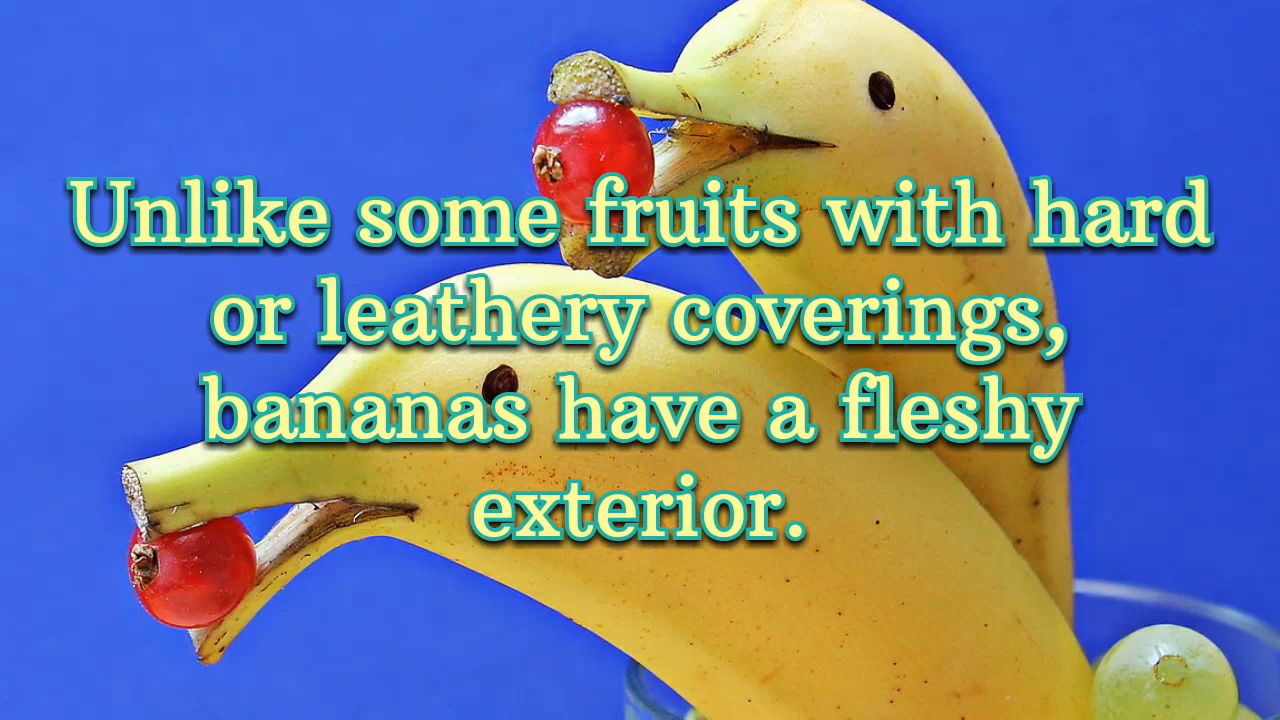 Unlike some fruits with hard
or leathery coverings,
bananas have a fleshy
exterior.